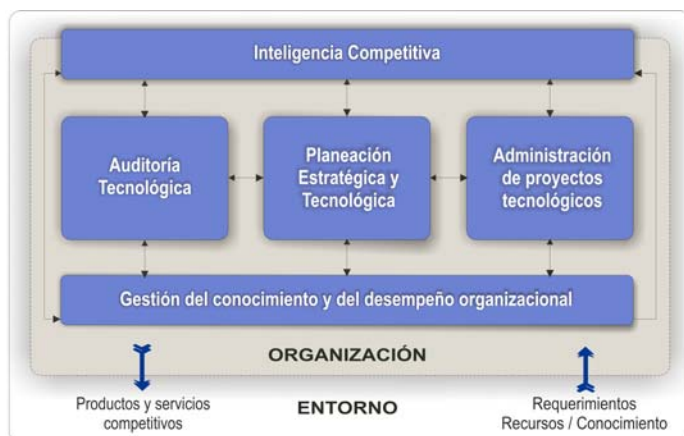 Inteligencia Competitiva
Auditoría
Tecnológica
Planeación
Estratégica y
Tecnológica
Administración
de proyectos
tecnológicos
Gestión del conocimiento y del desempeño organizacional
ORGANIZACIÓN
Productos y servicios
competitivos
ENTORNO
Requerimientos
Recursos / Conocimiento